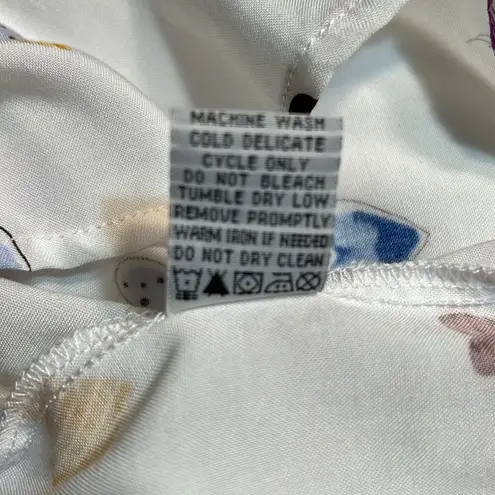 MACHINE WASH
COLD DELICATE
CYCLE ONLY
DO NOT BLEACH
TUMBLE DRY LOW
REMOVE PROMPTLY
WARM IRON IF NEEDED
DO NOT DRY CLEAN